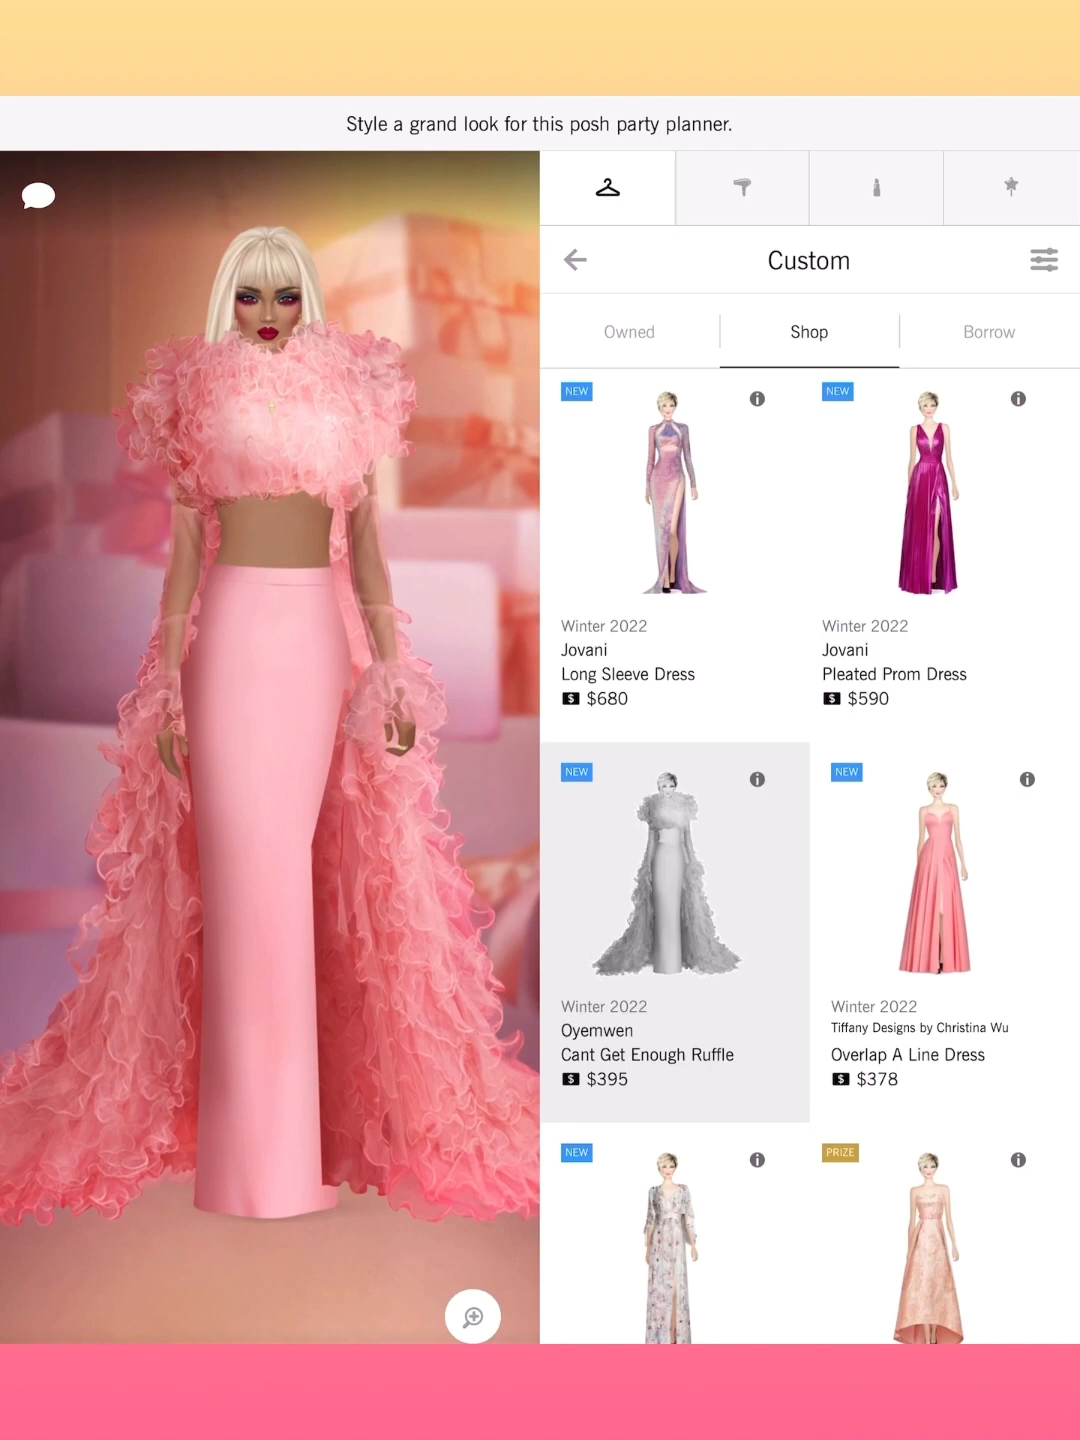 Style a grand look for this posh party planner.
Custom
Owned
Shop
Borrow
NEW
NEW
Winter 2022
Jovani
Long Sleeve Dress
$ $680
Winter 2022
Jovani
Pleated Prom Dress
$ $590
NEW
NEW
Winter 2022
Oyemwen
Cant Get Enough Ruffle
$ $395
Winter 2022
Tiffany Designs by Christina Wu
Overlap A Line Dress
$ $378
NEW
PRIZE